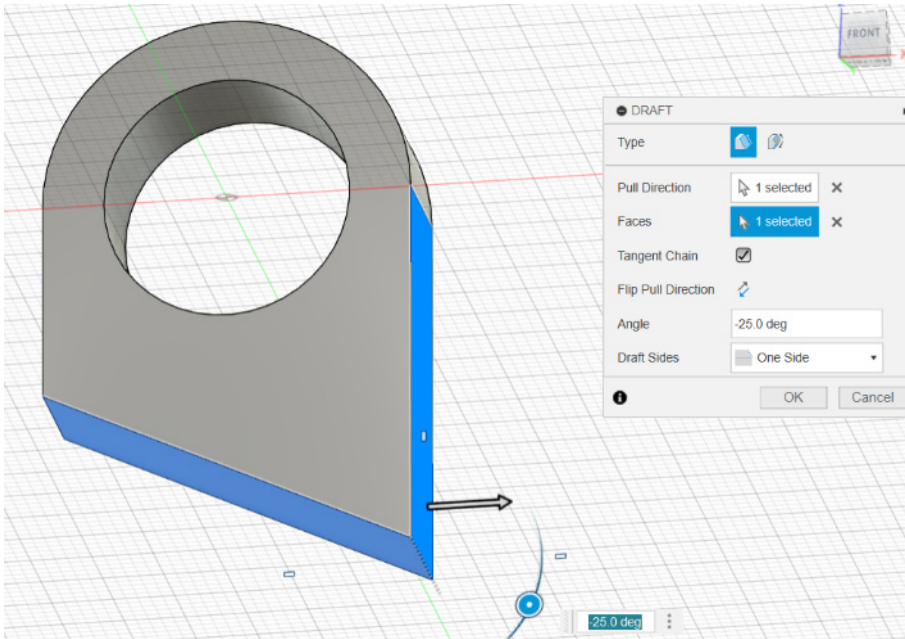 FRONT
DRAFT
Type
Pull Direction 1 selected
Faces 1 selected
Tangent Chain
Flip Pull Direction
Angle -25.0 deg
Draft Sides One Side
OK Cancel
-25.0 deg